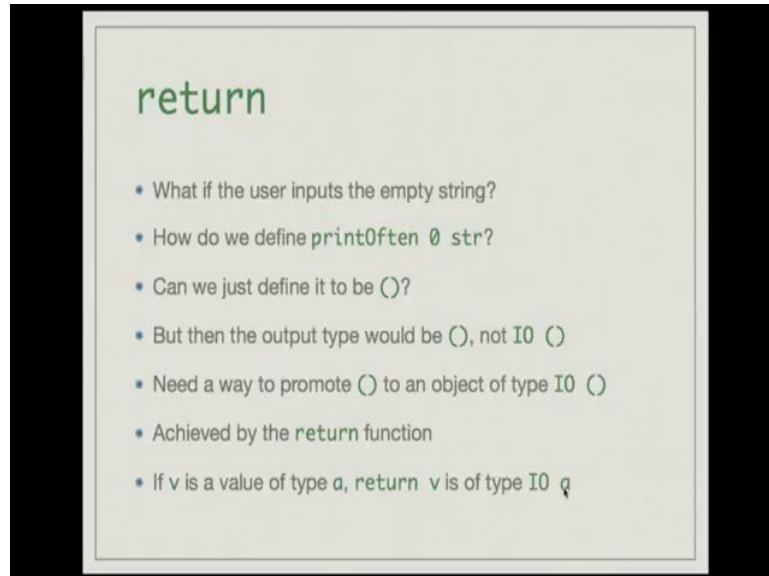 return
• What if the user inputs the empty string?
• How do we define printOften 0 str?
• Can we just define it to be ()?
• But then the output type would be (), not IO ()
• Need a way to promote () to an object of type IO ()
• Achieved by the return function
• If v is a value of type a, return v is of type IO a